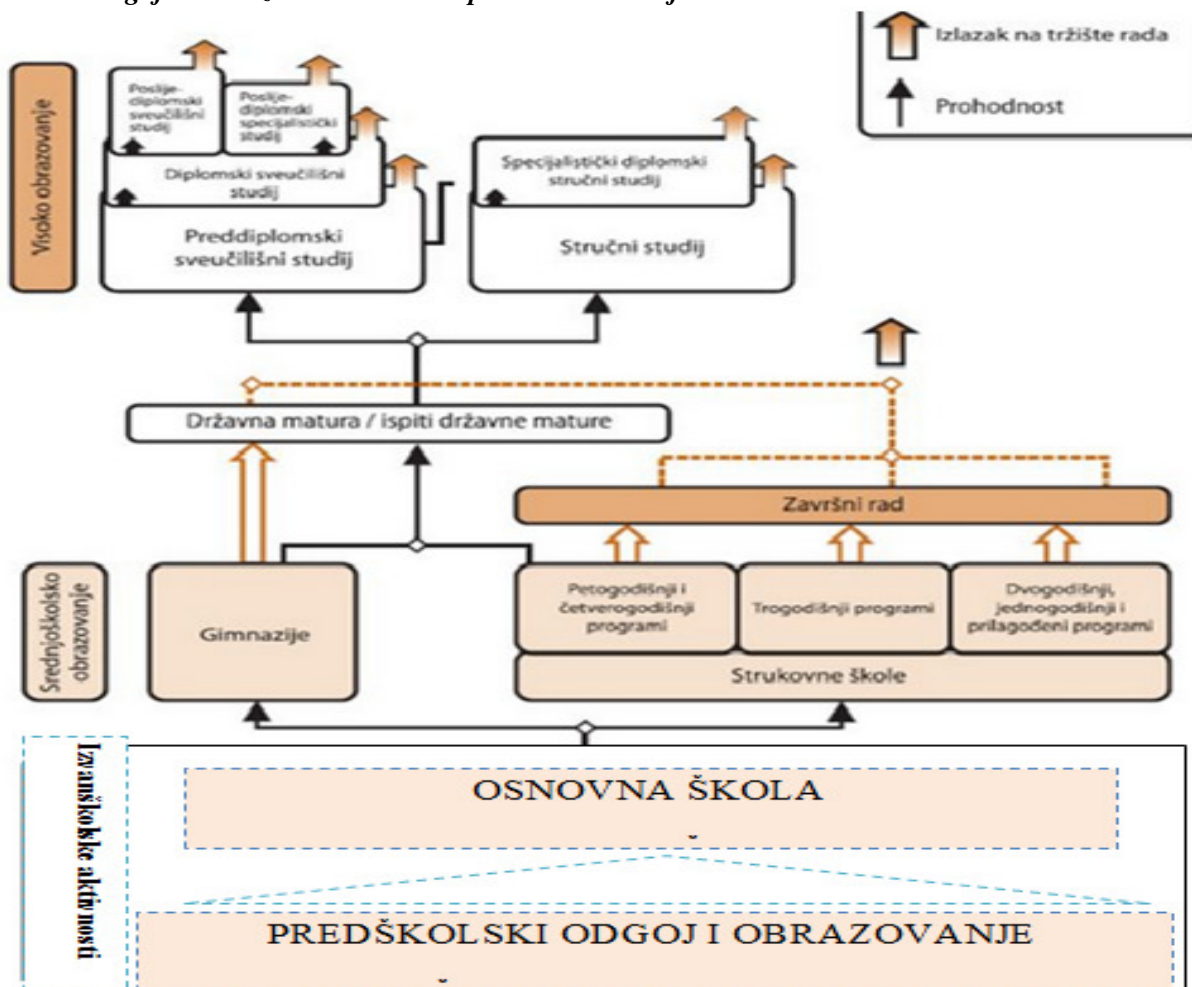 Izlazak na tržište rada
Prohodnost
Visoko obrazovanje
Poslije-
diplomski
sveučilišni
studij
Poslije-
diplomski
specijalistički
studij
Diplomski sveučilišni
studij
Preddiplomski
sveučilišni studij
Specijalistički diplomski
stručni studij
Stručni studij
Državna matura / ispiti državne mature
Završni rad
Srednjoškolsko
obrazovanje
Gimnazije
Petogodišnji i
četverogodišnji
programi
Trogodišnji programi
Dvogodišnji,
jednogodišnji i
prilagođeni programi
Strukovne škole
Izvanškolske aktivnosti
OSNOVNA ŠKOLA
PREDŠKOLSKI ODGOJ I OBRAZOVANJE